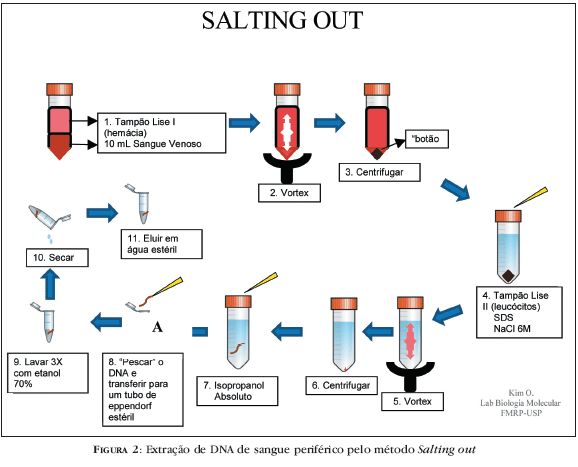 SALTING OUT
1. Tampão Lise I
(hemácia)
10 mL Sangue Venoso
2. Vortex
"botão
3. Centrifugar
4. Tampão Lise
II (leucócitos)
SDS
NaCl 6M
5. Vortex
6. Centrifugar
7. Isopropanol
Absoluto
A
8. "Pescar" o
DNA e
transferir para
um tubo de
eppendorf
estéril
9. Lavar 3X
com etanol
70%
10. Secar
11. Eluir em
água estéril
Kim O,
Lab Biologia Molecular
FMRP-USP
FIGURA 2: Extração de DNA de sangue periférico pelo método Salting out